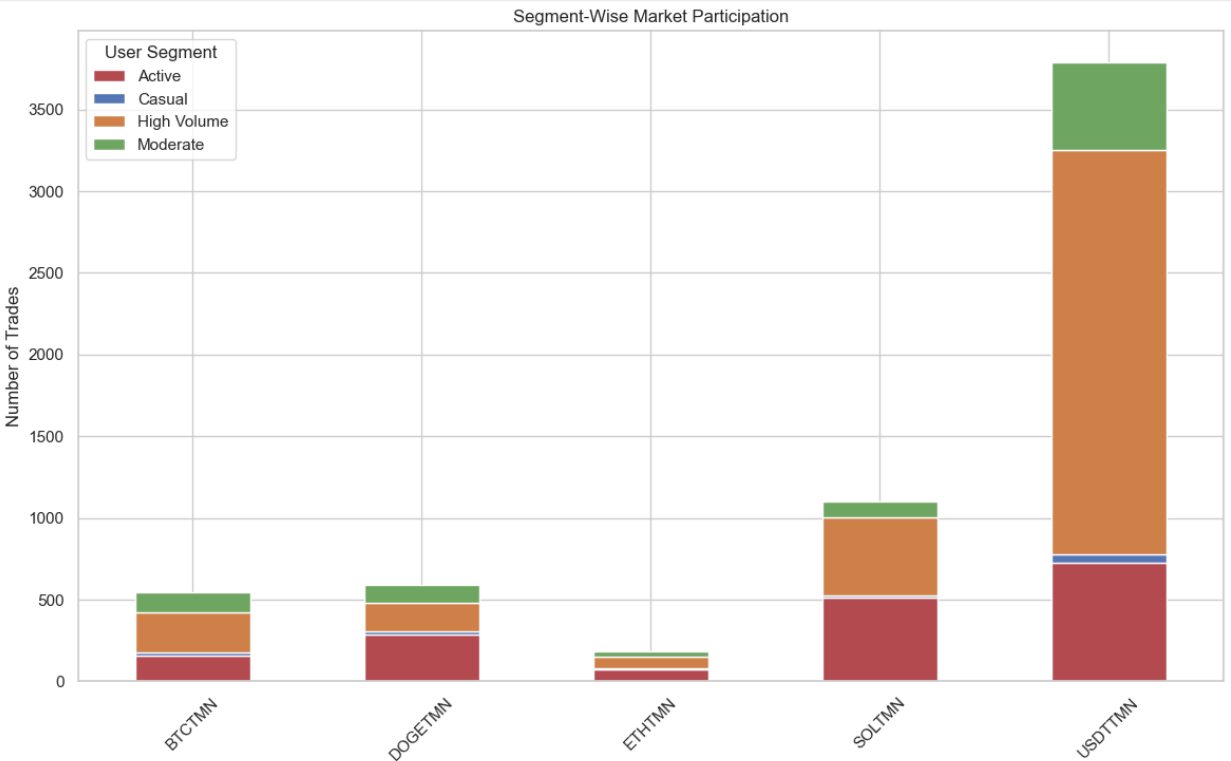 Segment-Wise Market Participation
User Segment
Active
Casual
High Volume
Moderate
Number of Trades
3500
3000
2500
2000
1500
1000
500
0
BTCTMN
DOGETMN
ETHTMN
SOLTMN
USDTTMN